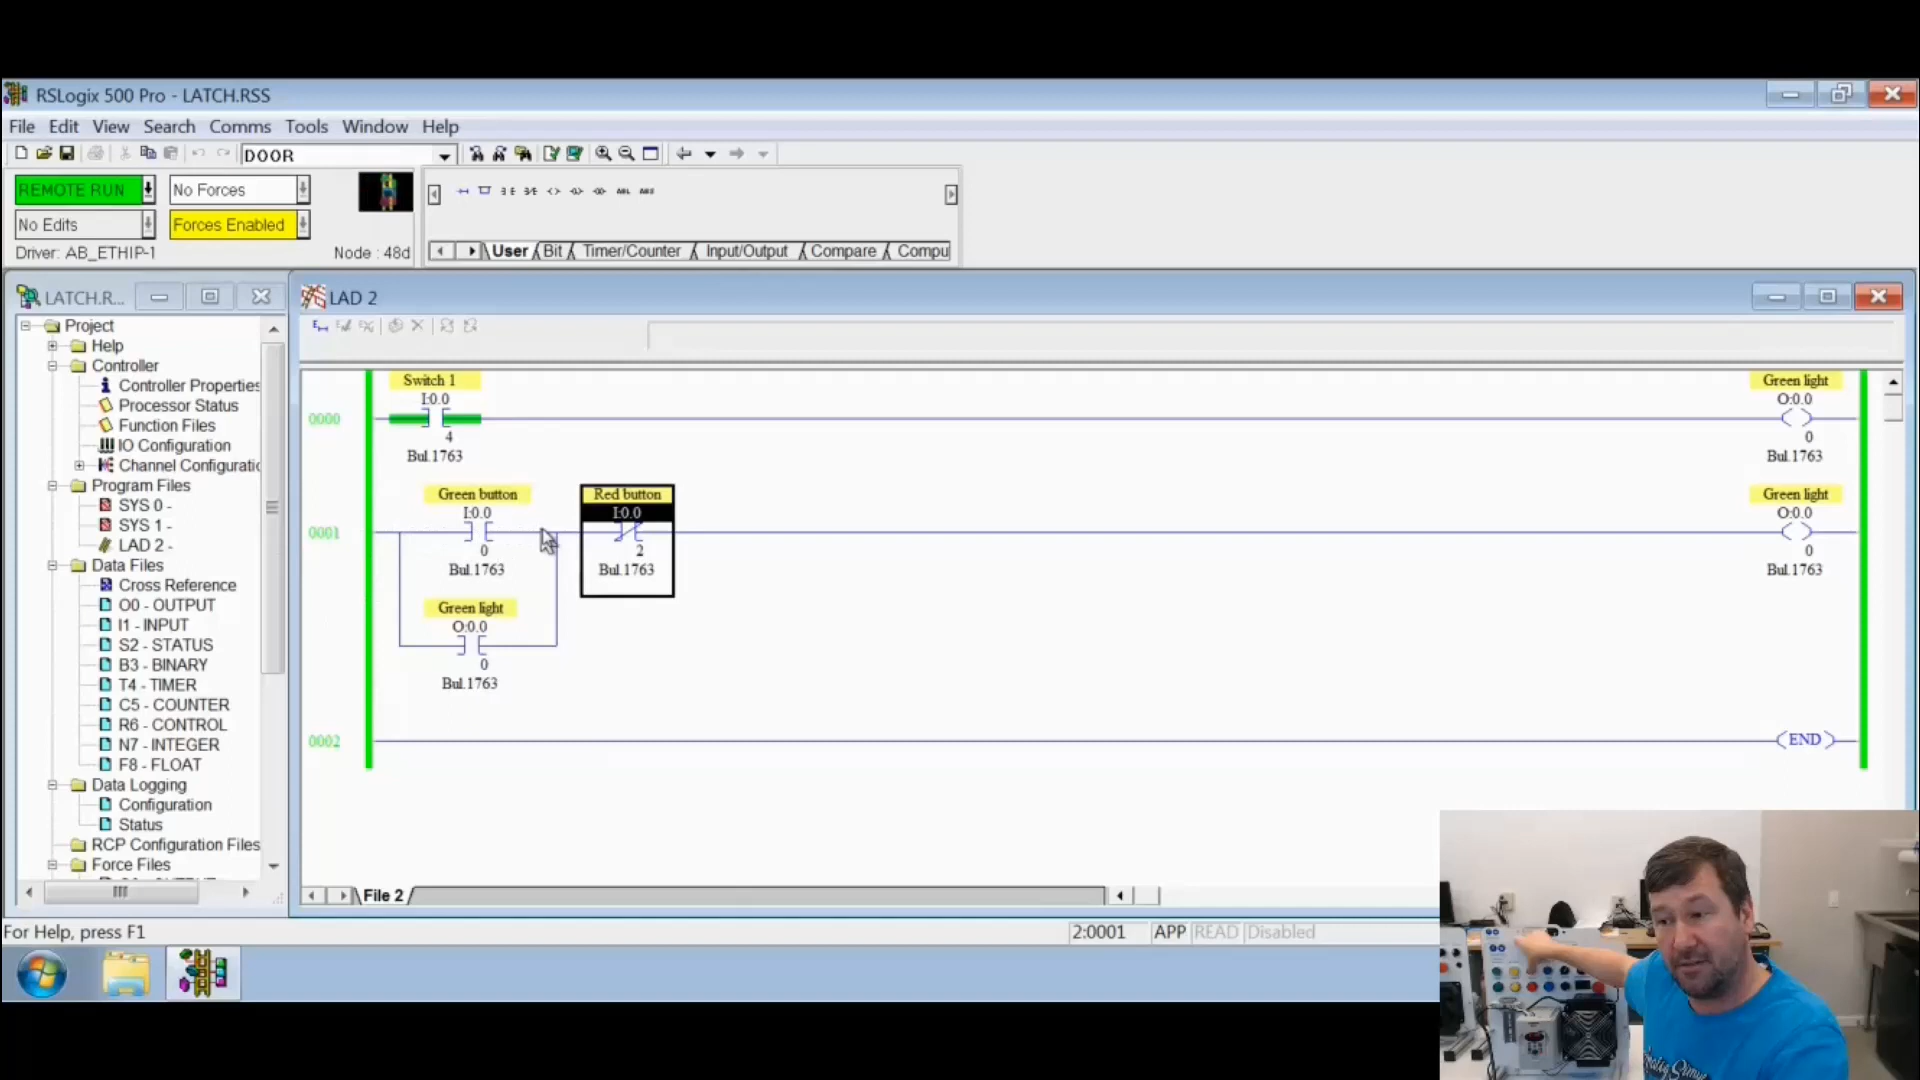 RSLogix 500 Pro - LATCH.RSS
File Edit View Search Comms Tools Window Help
DOOR
REMOTE RUN No Forces
No Edits Forces Enabled
Driver: AB_ETHIP-1 Node : 48d
User Bit Timer/Counter Input/Output Compare Compu
LATCH.R...
Project
Help
Controller
Controller Properties
Processor Status
Function Files
IO Configuration
Channel Configuratio
Program Files
SYS 0 -
SYS 1 -
LAD 2 -
Data Files
Cross Reference
O0 - OUTPUT
I1 - INPUT
S2 - STATUS
B3 - BINARY
T4 - TIMER
C5 - COUNTER
R6 - CONTROL
N7 - INTEGER
F8 - FLOAT
Data Logging
Configuration
Status
RCP Configuration Files
Force Files
LAD 2
Switch 1 Green light
I:0.0 O:0.0
0000
4 0
Bul.1763 Bul.1763
Green button Red button Green light
I:0.0 I:0.0 O:0.0
0001
0 2 0
Bul.1763 Bul.1763 Bul.1763
Green light
O:0.0
0
Bul.1763
0002 END
File 2
For Help, press F1 2:0001 APP READ Disabled